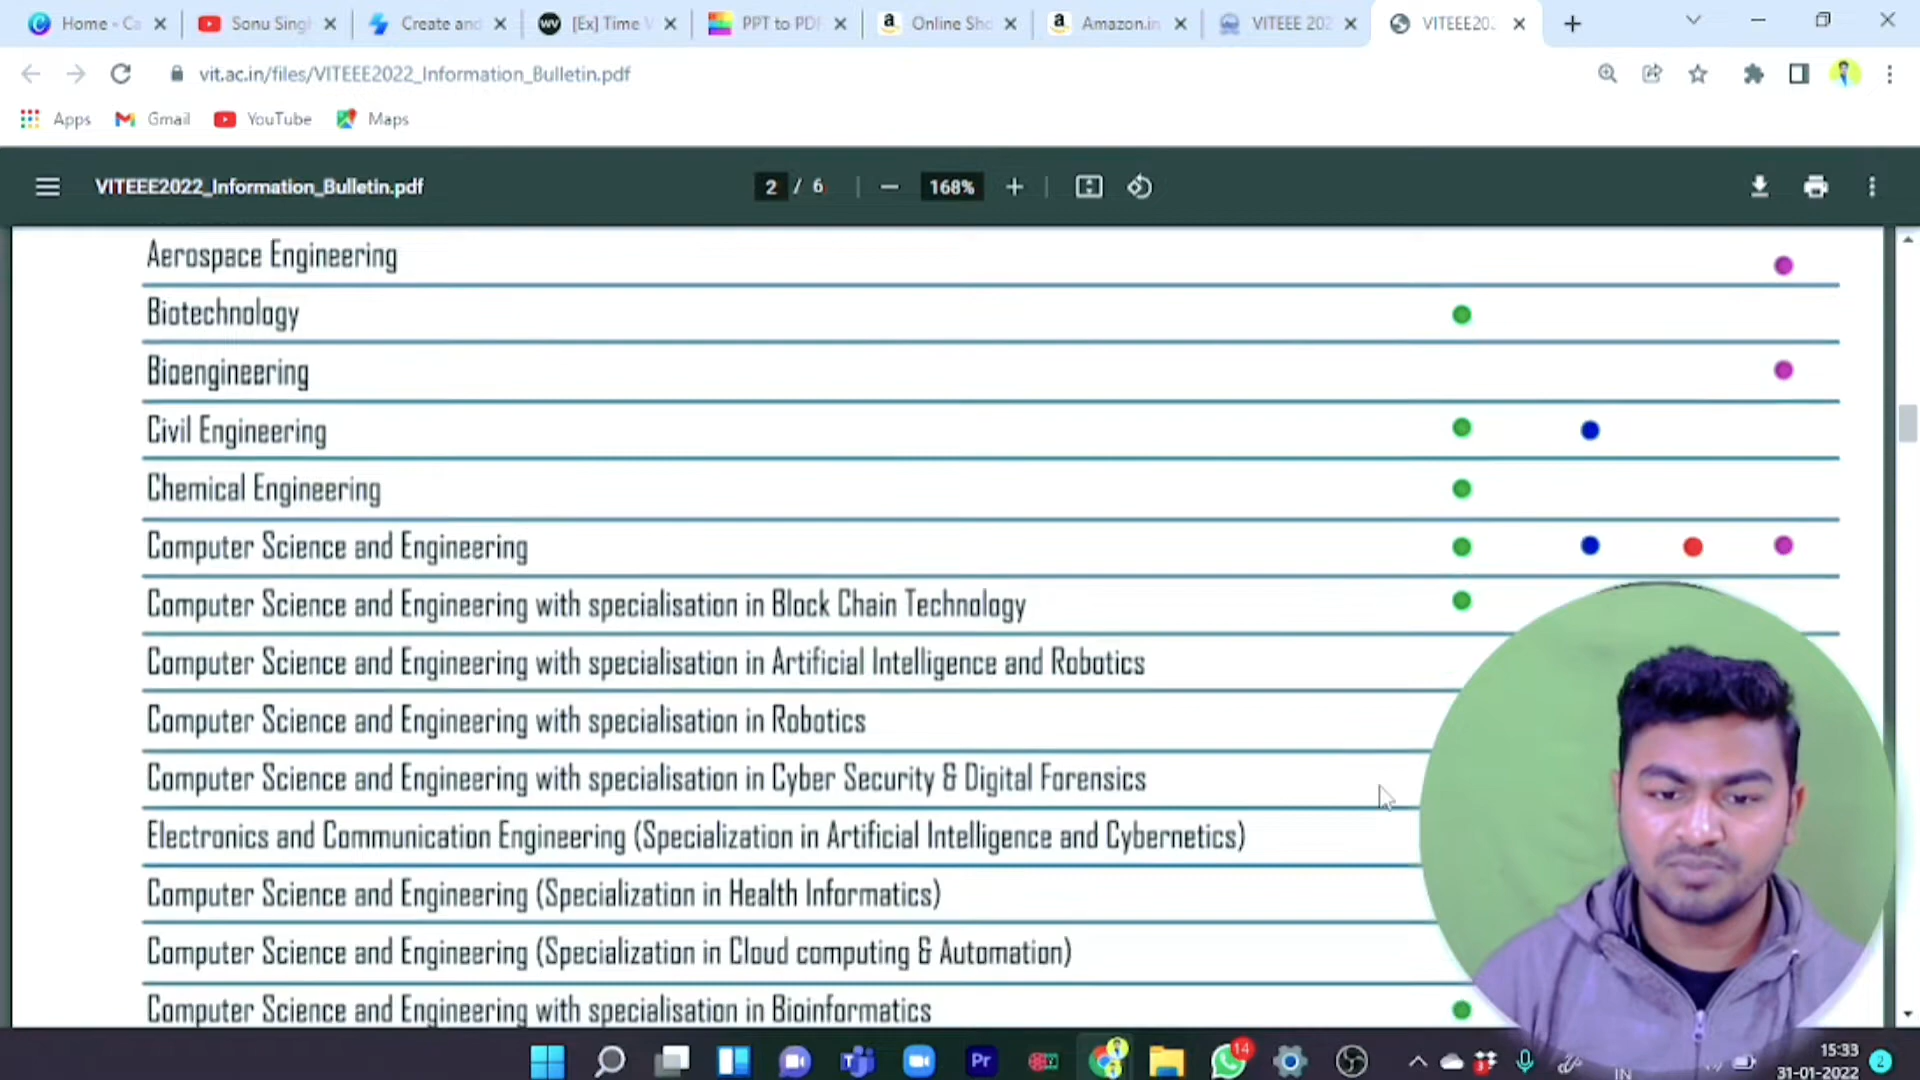 Home - Ca
Sonu Singh
Create and
[Ex] Time
PPT to PDF
Online Sho
Amazon.in
VITEEE 202
VITEEE202
vit.ac.in/files/VITEEE2022_Information_Bulletin.pdf
Apps
Gmail
YouTube
Maps
VITEEE2022_Information_Bulletin.pdf
2 / 6
168%
Aerospace Engineering
Biotechnology
Bioengineering
Civil Engineering
Chemical Engineering
Computer Science and Engineering
Computer Science and Engineering with specialisation in Block Chain Technology
Computer Science and Engineering with specialisation in Artificial Intelligence and Robotics
Computer Science and Engineering with specialisation in Robotics
Computer Science and Engineering with specialisation in Cyber Security & Digital Forensics
Electronics and Communication Engineering (Specialization in Artificial Intelligence and Cybernetics)
Computer Science and Engineering (Specialization in Health Informatics)
Computer Science and Engineering (Specialization in Cloud computing & Automation)
Computer Science and Engineering with specialisation in Bioinformatics
Pr
14
IN
15:33
31-01-2022
2